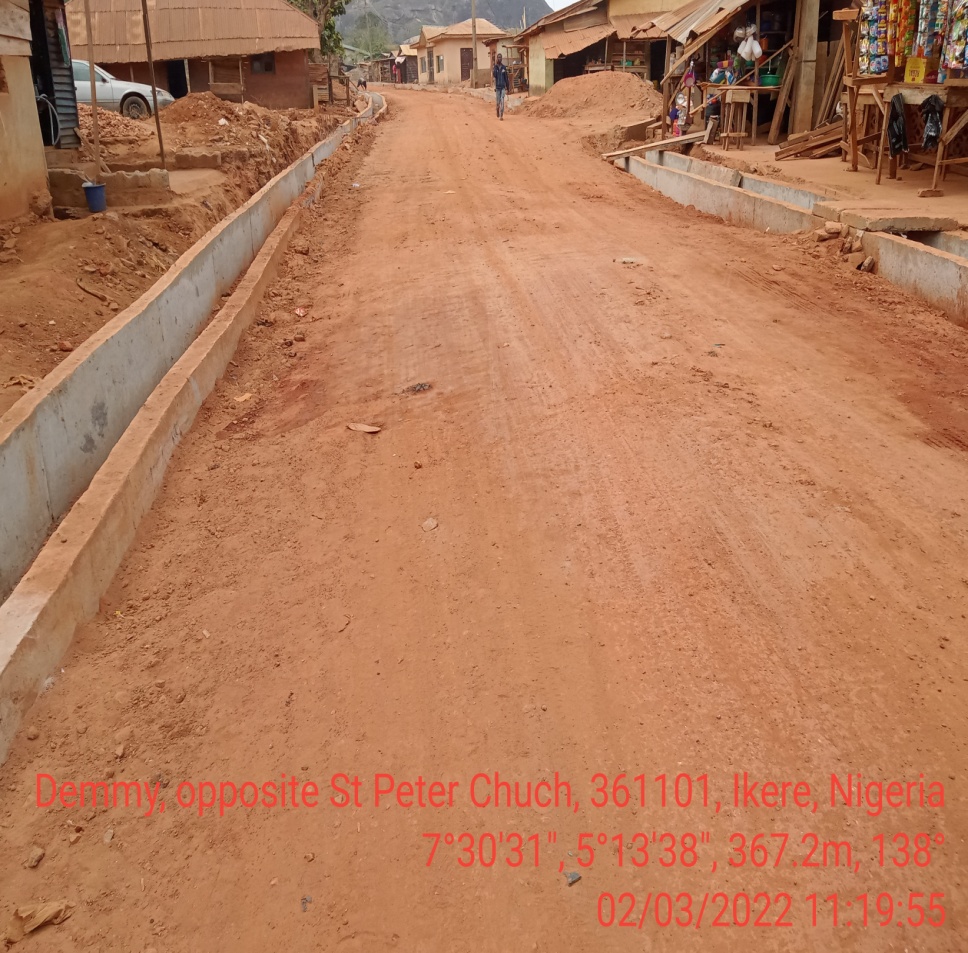 Demmy, opposite St Peter Chuch, 361101, Ikere, Nigeria
7°30'31", 5°13'38", 367.2m, 138°
02/03/2022 11:19:55